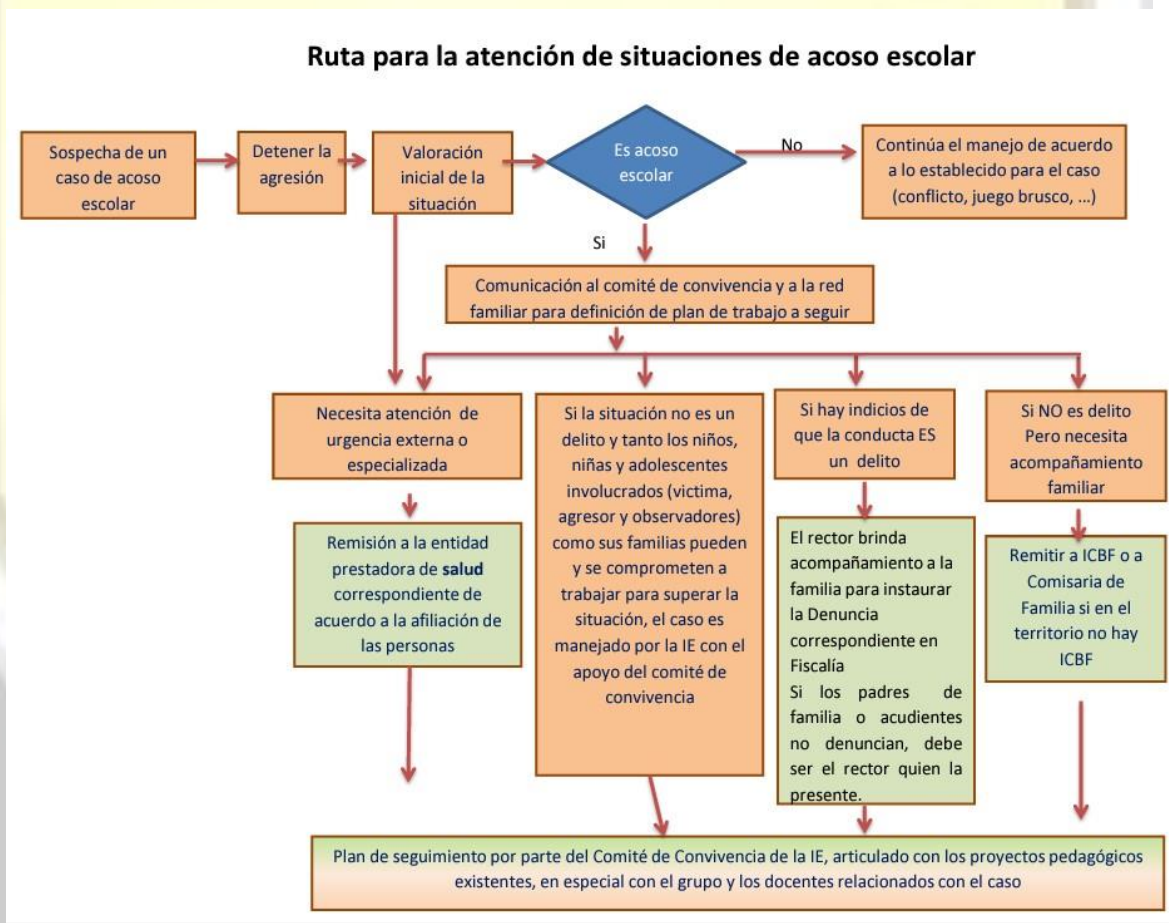 Ruta para la atención de situaciones de acoso escolar
Sospecha de un
caso de acoso
escolar
Detener la
agresión
Valoración
inicial de la
situación
Es acoso
escolar
No
Continúa el manejo de acuerdo
a lo establecido para el caso
(conflicto, juego brusco, ...)
Si
Comunicación al comité de convivencia y a la red
familiar para definición de plan de trabajo a seguir
Necesita atención de
urgencia externa o
especializada
Remisión a la entidad
prestadora de salud
correspondiente de
acuerdo a la afiliación de
las personas
Si la situación no es un
delito y tanto los niños,
niñas y adolescentes
involucrados (victima,
agresor y observadores)
como sus familias pueden
y se comprometen a
trabajar para superar la
situación, el caso es
manejado por la IE con el
apoyo del comité de
convivencia
Si hay indicios de
que la conducta ES
un delito
El rector brinda
acompañamiento a la
familia para instaurar
la Denuncia
correspondiente en
Fiscalía
Si los padres de
familia o acudientes
no denuncian, debe
ser el rector quien la
presente.
Si NO es delito
Pero necesita
acompañamiento
familiar
Remitir a ICBF o a
Comisaria de
Familia si en el
territorio no hay
ICBF
Plan de seguimiento por parte del Comité de Convivencia de la IE, articulado con los proyectos pedagógicos
existentes, en especial con el grupo y los docentes relacionados con el caso